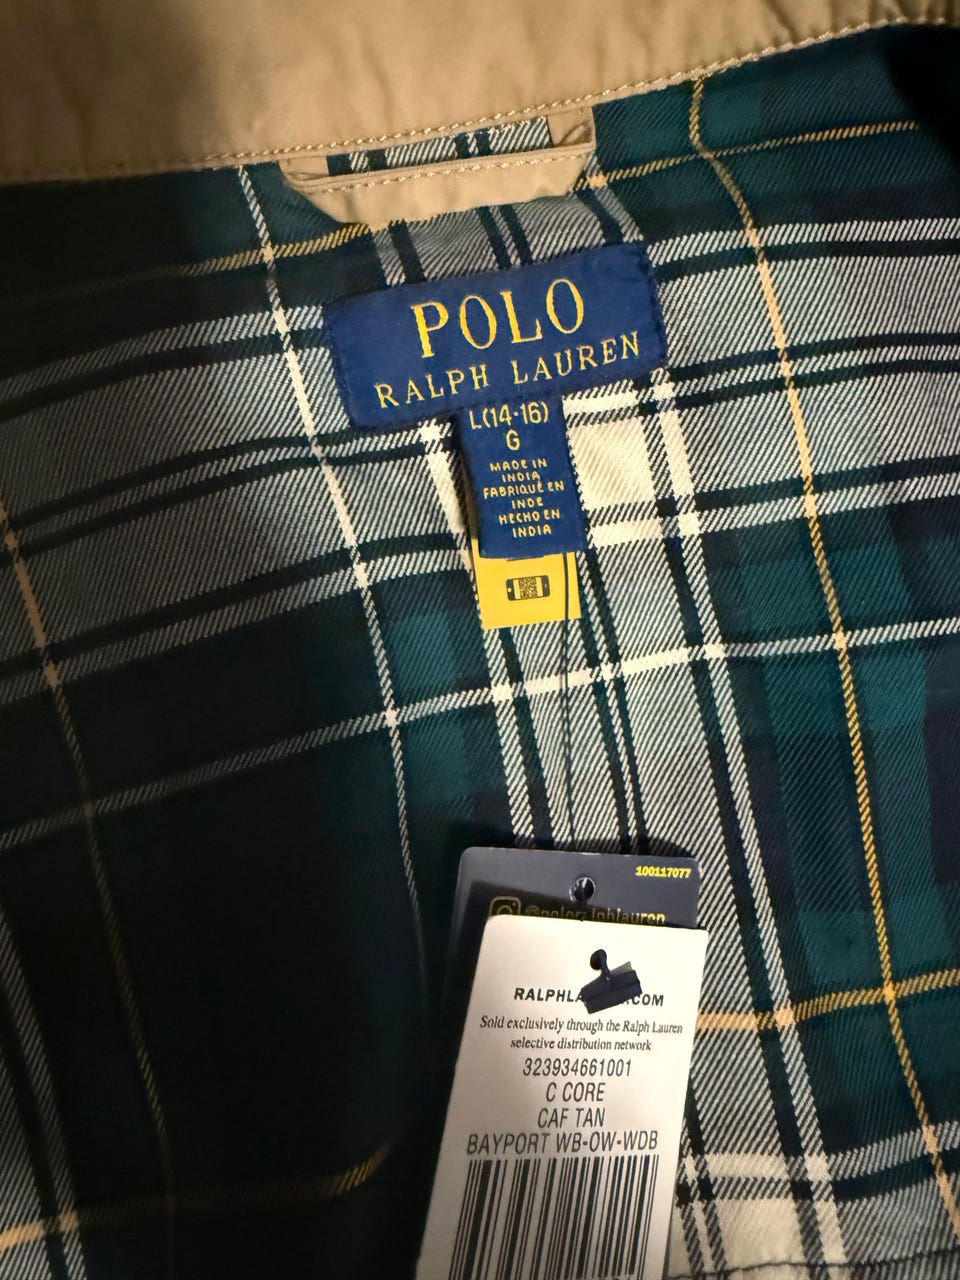 POLO
RALPH LAUREN
L(14-16)
G
MADE IN
INDIA
FABRIQUÉ EN
INDE
HECHO EN
INDIA
100117077
RALPHLA .COM
Sold exclusively through the Ralph Lauren
selective distribution network
323934661001
C CORE
CAF TAN
BAYPORT WB-OW-WDB